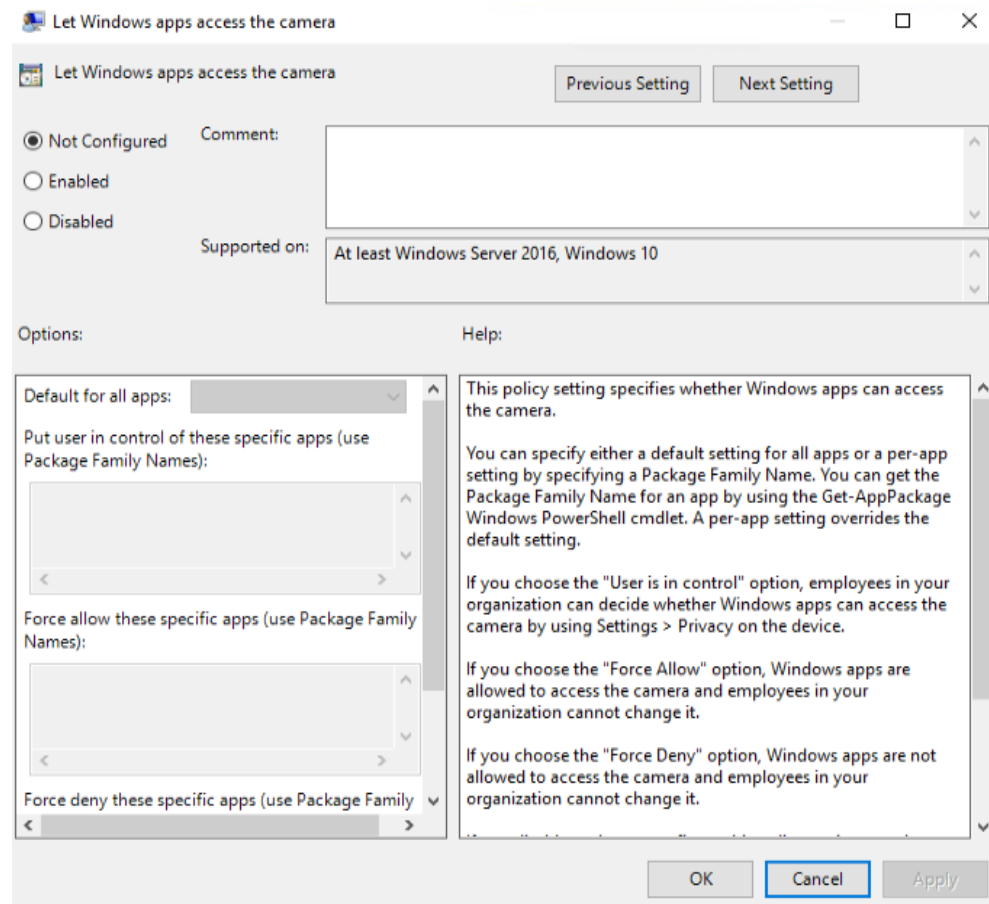 Let Windows apps access the camera
Let Windows apps access the camera
Previous Setting
Next Setting
Not Configured
Comment:
Enabled
Disabled
Supported on:
At least Windows Server 2016, Windows 10
Options:
Help:
Default for all apps:
Put user in control of these specific apps (use
Package Family Names):
Force allow these specific apps (use Package Family
Names):
Force deny these specific apps (use Package Family
This policy setting specifies whether Windows apps can access
the camera.
You can specify either a default setting for all apps or a per-app
setting by specifying a Package Family Name. You can get the
Package Family Name for an app by using the Get-AppPackage
Windows PowerShell cmdlet. A per-app setting overrides the
default setting.
If you choose the "User is in control" option, employees in your
organization can decide whether Windows apps can access the
camera by using Settings > Privacy on the device.
If you choose the "Force Allow" option, Windows apps are
allowed to access the camera and employees in your
organization cannot change it.
If you choose the "Force Deny" option, Windows apps are not
allowed to access the camera and employees in your
organization cannot change it.
OK
Cancel
Apply